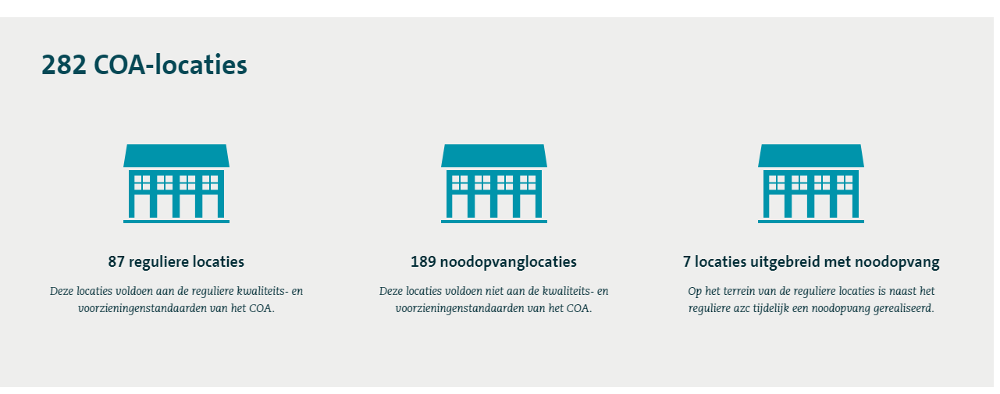 282 COA-locaties
87 reguliere locaties
Deze locaties voldoen aan de reguliere kwaliteits- en
voorzieningenstandaarden van het COA.
189 noodopvanglocaties
Deze locaties voldoen niet aan de kwaliteits- en
voorzieningenstandaarden van het COA.
7 locaties uitgebreid met noodopvang
Op het terrein van de reguliere locaties is naast het
reguliere azc tijdelijk een noodopvang gerealiseerd.